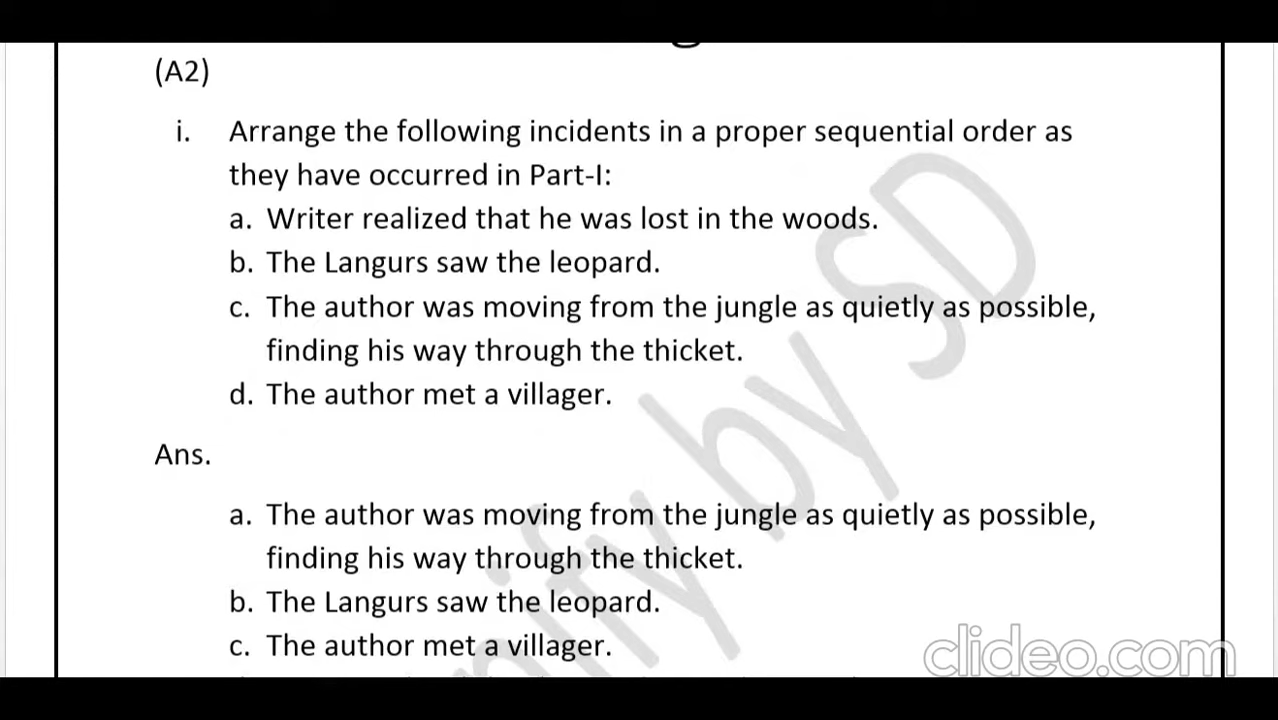 (A2)
i. Arrange the following incidents in a proper sequential order as
they have occurred in Part-I:
a. Writer realized that he was lost in the woods.
b. The Langurs saw the leopard.
c. The author was moving from the jungle as quietly as possible,
finding his way through the thicket.
d. The author met a villager.
Ans.
a. The author was moving from the jungle as quietly as possible,
finding his way through the thicket.
b. The Langurs saw the leopard.
c. The author met a villager.
by SD
clideo.com